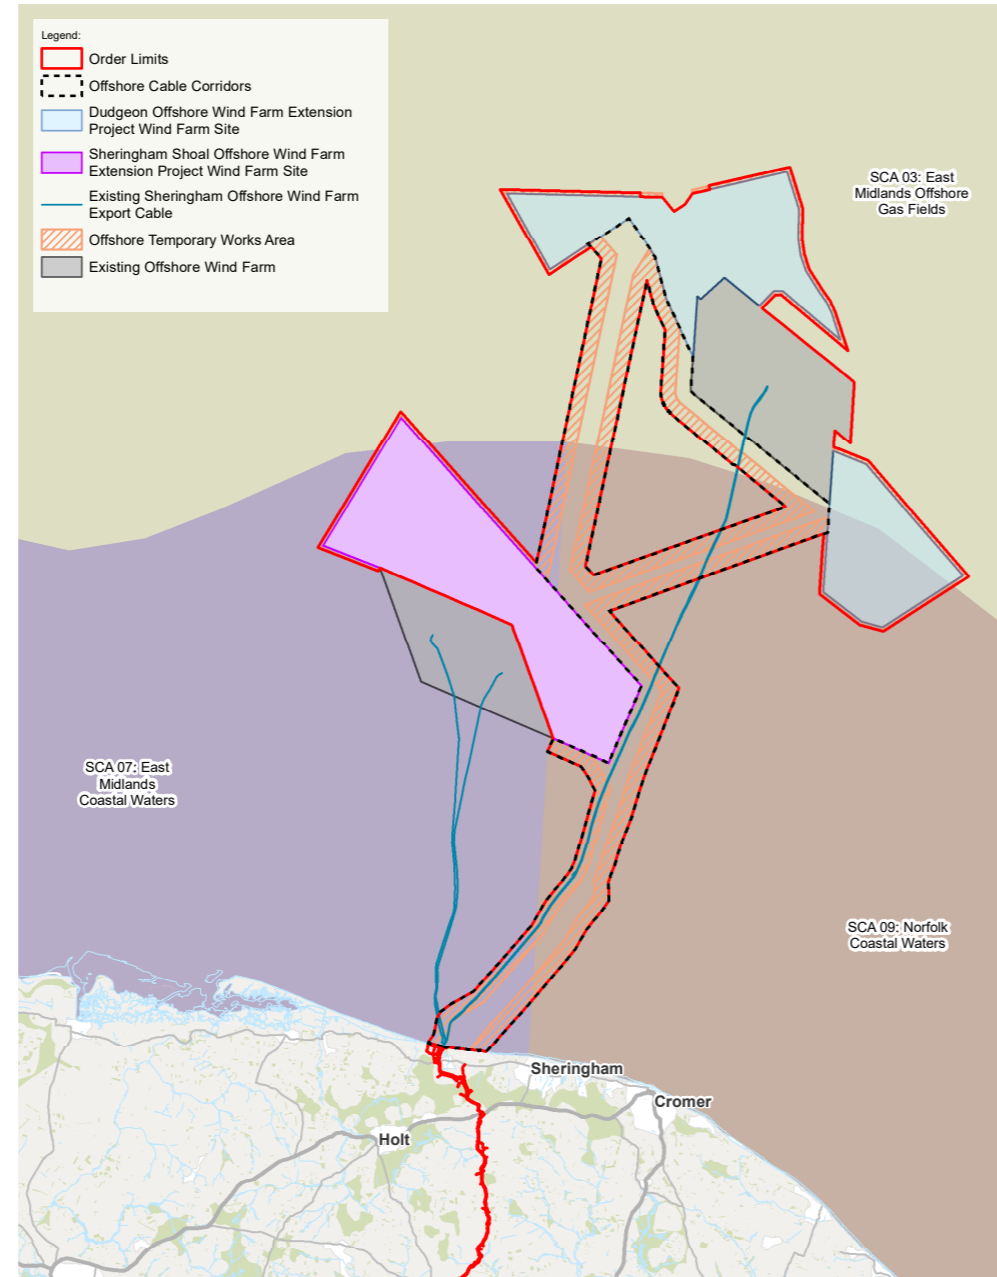 Legend:
Order Limits
Offshore Cable Corridors
Dudgeon Offshore Wind Farm Extension
Project Wind Farm Site
Sheringham Shoal Offshore Wind Farm
Extension Project Wind Farm Site
Existing Sheringham Offshore Wind Farm
Export Cable
Offshore Temporary Works Area
Existing Offshore Wind Farm
SCA 03: East
Midlands Offshore
Gas Fields
SCA 07: East
Midlands
Coastal Waters
SCA 09: Norfolk
Coastal Waters
Sheringham
Cromer
Holt